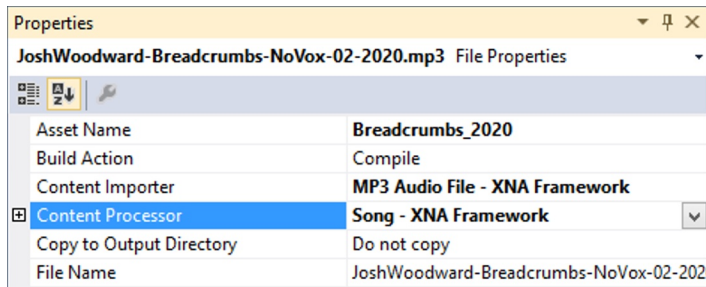 Properties
JoshWoodward-Breadcrumbs-NoVox-02-2020.mp3 File Properties
Asset Name Breadcrumbs_2020
Build Action Compile
Content Importer MP3 Audio File - XNA Framework
Content Processor Song - XNA Framework
Copy to Output Directory Do not copy
File Name JoshWoodward-Breadcrumbs-NoVox-02-202